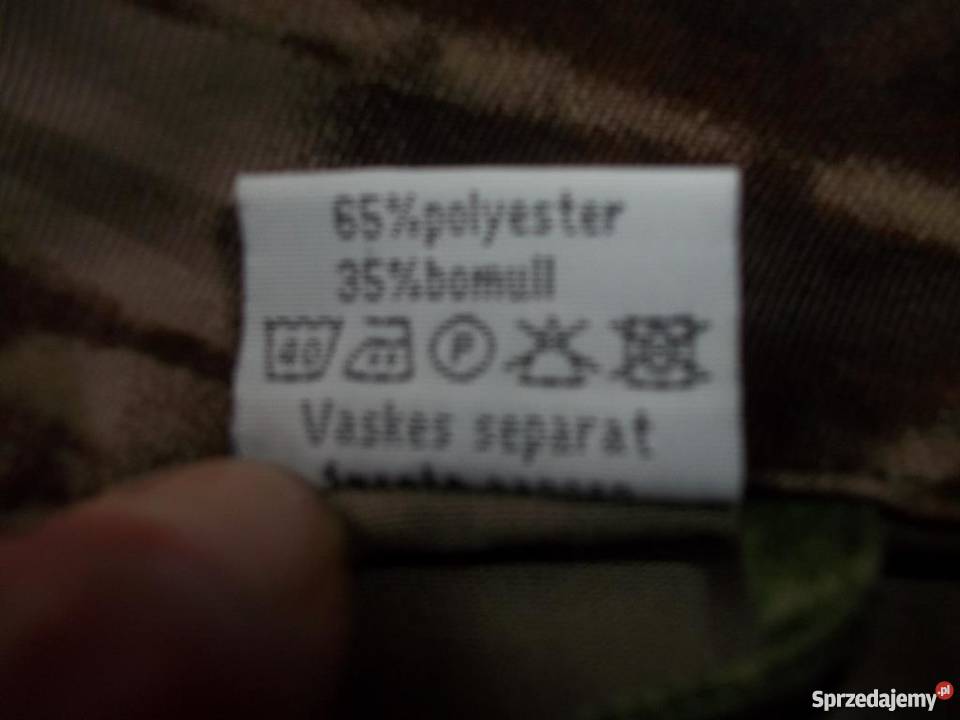 65%polyester
35%bomull
40 P
Vaskes separat
Sprzedajemy.pl